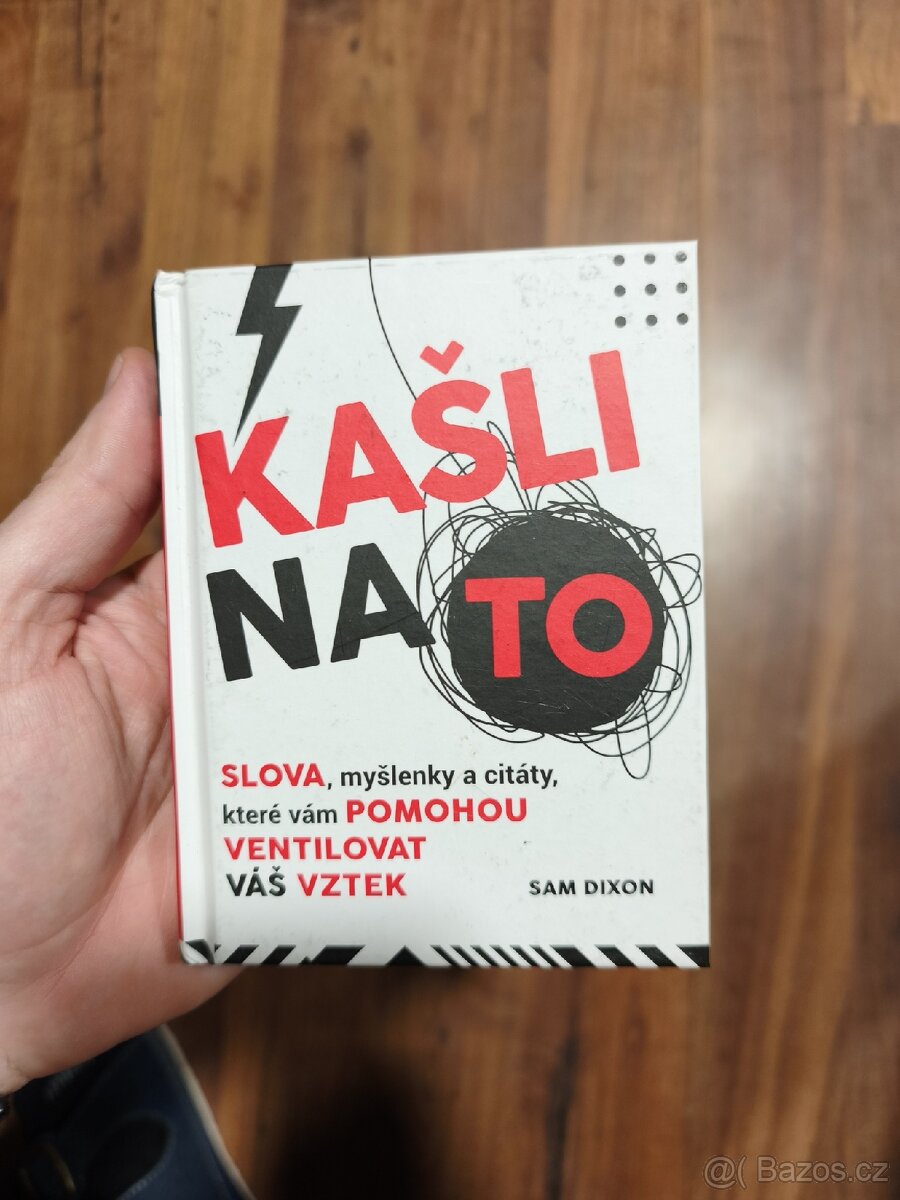 KAŠLI
NA TO
SLOVA, myšlenky a citáty,
které vám POMOHOU
VENTILOVAT
VÁŠ VZTEK
SAM DIXON
@( Bazos.cz